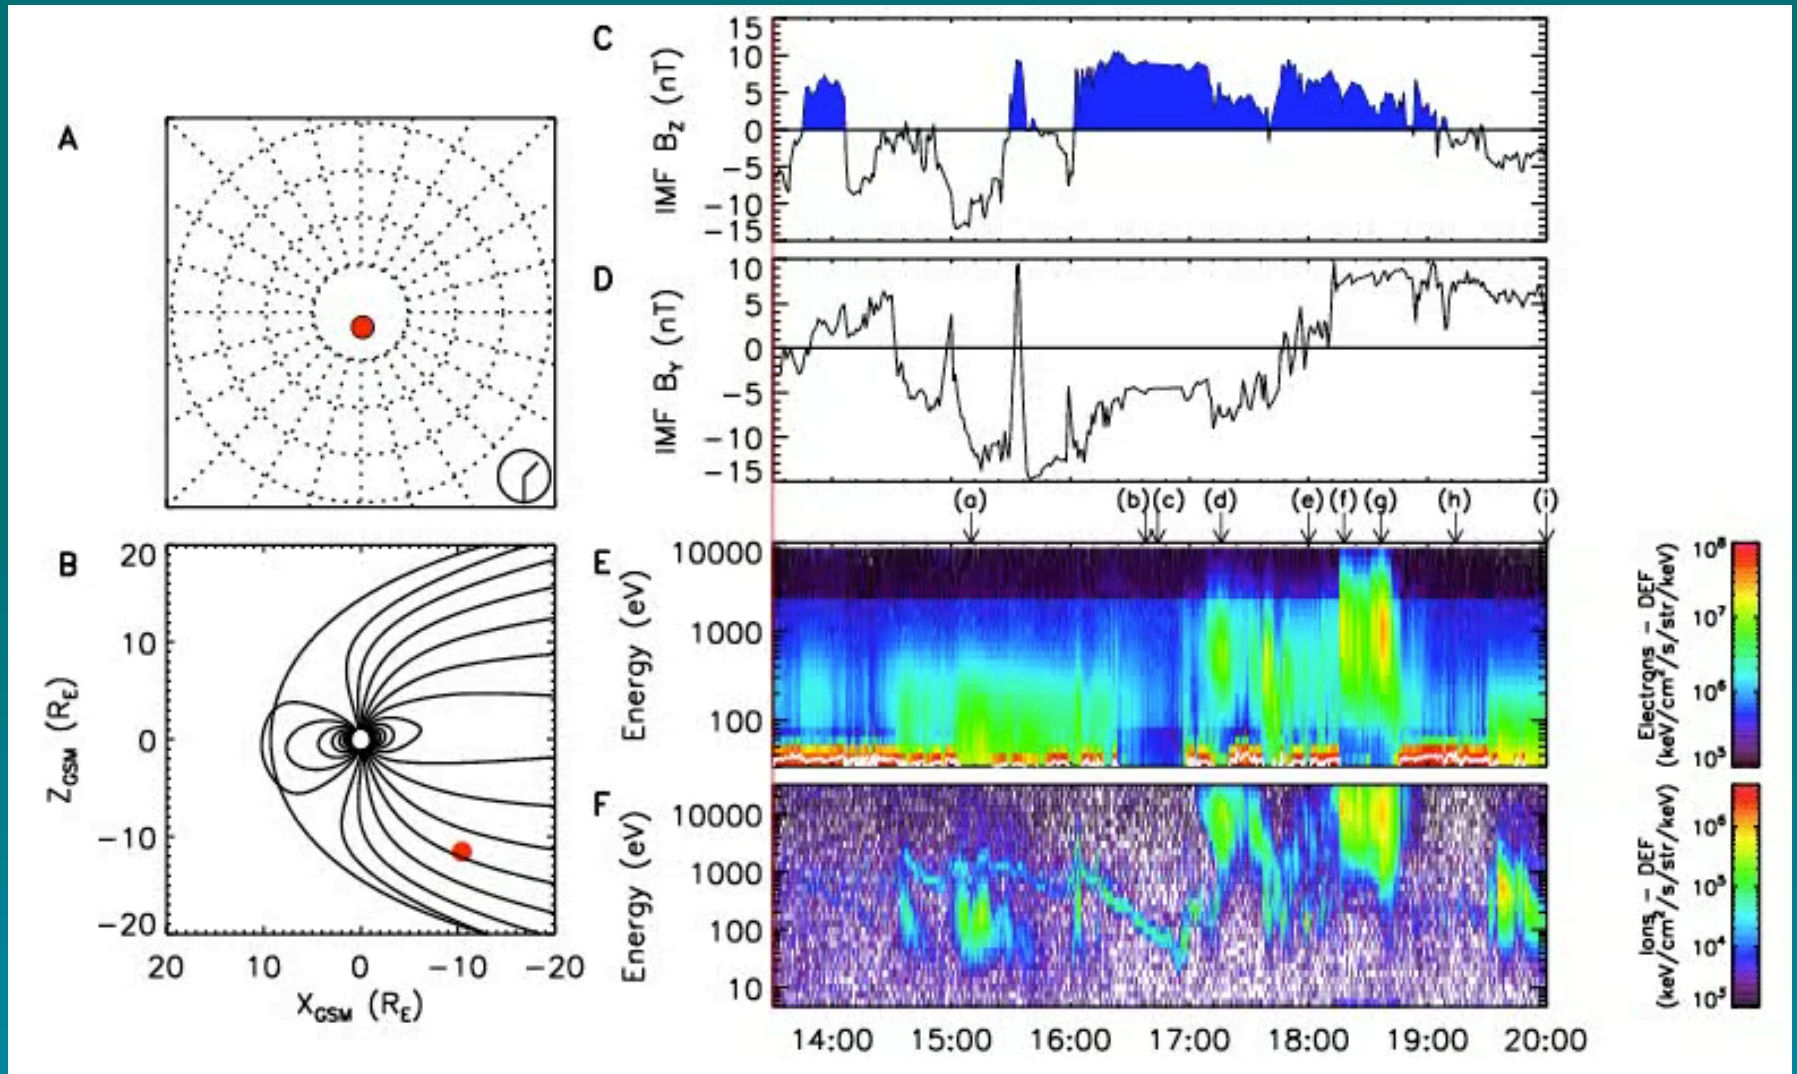 A
B
20
10
0
−10
−20
Z_GSM (R_E)
20 10 0 −10 −20
X_GSM (R_E)
C
15
10
5
0
−5
−10
−15
IMF B_Z (nT)
D
10
5
0
−5
−10
−15
IMF B_Y (nT)
(a) (b) (c) (d) (e) (f) (g) (h) (i)
E
10000
1000
100
Energy (eV)
10^8
10^7
10^6
10^5
Electrons − DEF
(keV/cm^2/s/str/keV)
F
10000
1000
100
10
Energy (eV)
10^6
10^5
10^4
10^3
Ions − DEF
(keV/cm^2/s/str/keV)
14:00 15:00 16:00 17:00 18:00 19:00 20:00